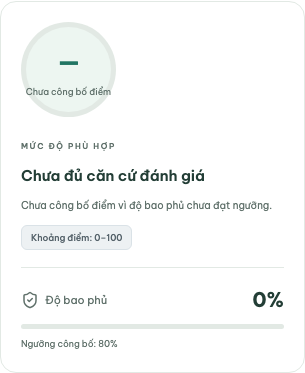 –
Chưa công bố điểm
MỨC ĐỘ PHÙ HỢP
Chưa đủ căn cứ đánh giá
Chưa công bố điểm vì độ bao phủ chưa đạt ngưỡng.
Khoảng điểm: 0–100
Độ bao phủ
0%
Ngưỡng công bố: 80%